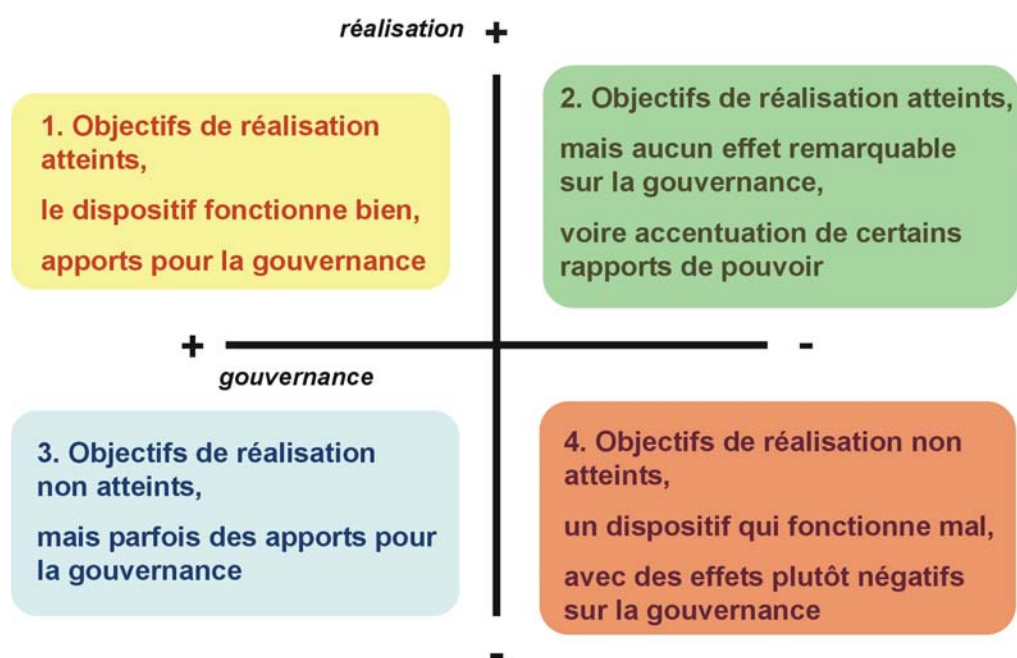 réalisation +
1. Objectifs de réalisation
atteints,
le dispositif fonctionne bien,
apports pour la gouvernance
2. Objectifs de réalisation atteints,
mais aucun effet remarquable
sur la gouvernance,
voire accentuation de certains
rapports de pouvoir
+ -
gouvernance
3. Objectifs de réalisation
non atteints,
mais parfois des apports pour
la gouvernance
4. Objectifs de réalisation non
atteints,
un dispositif qui fonctionne mal,
avec des effets plutôt négatifs
sur la gouvernance
-